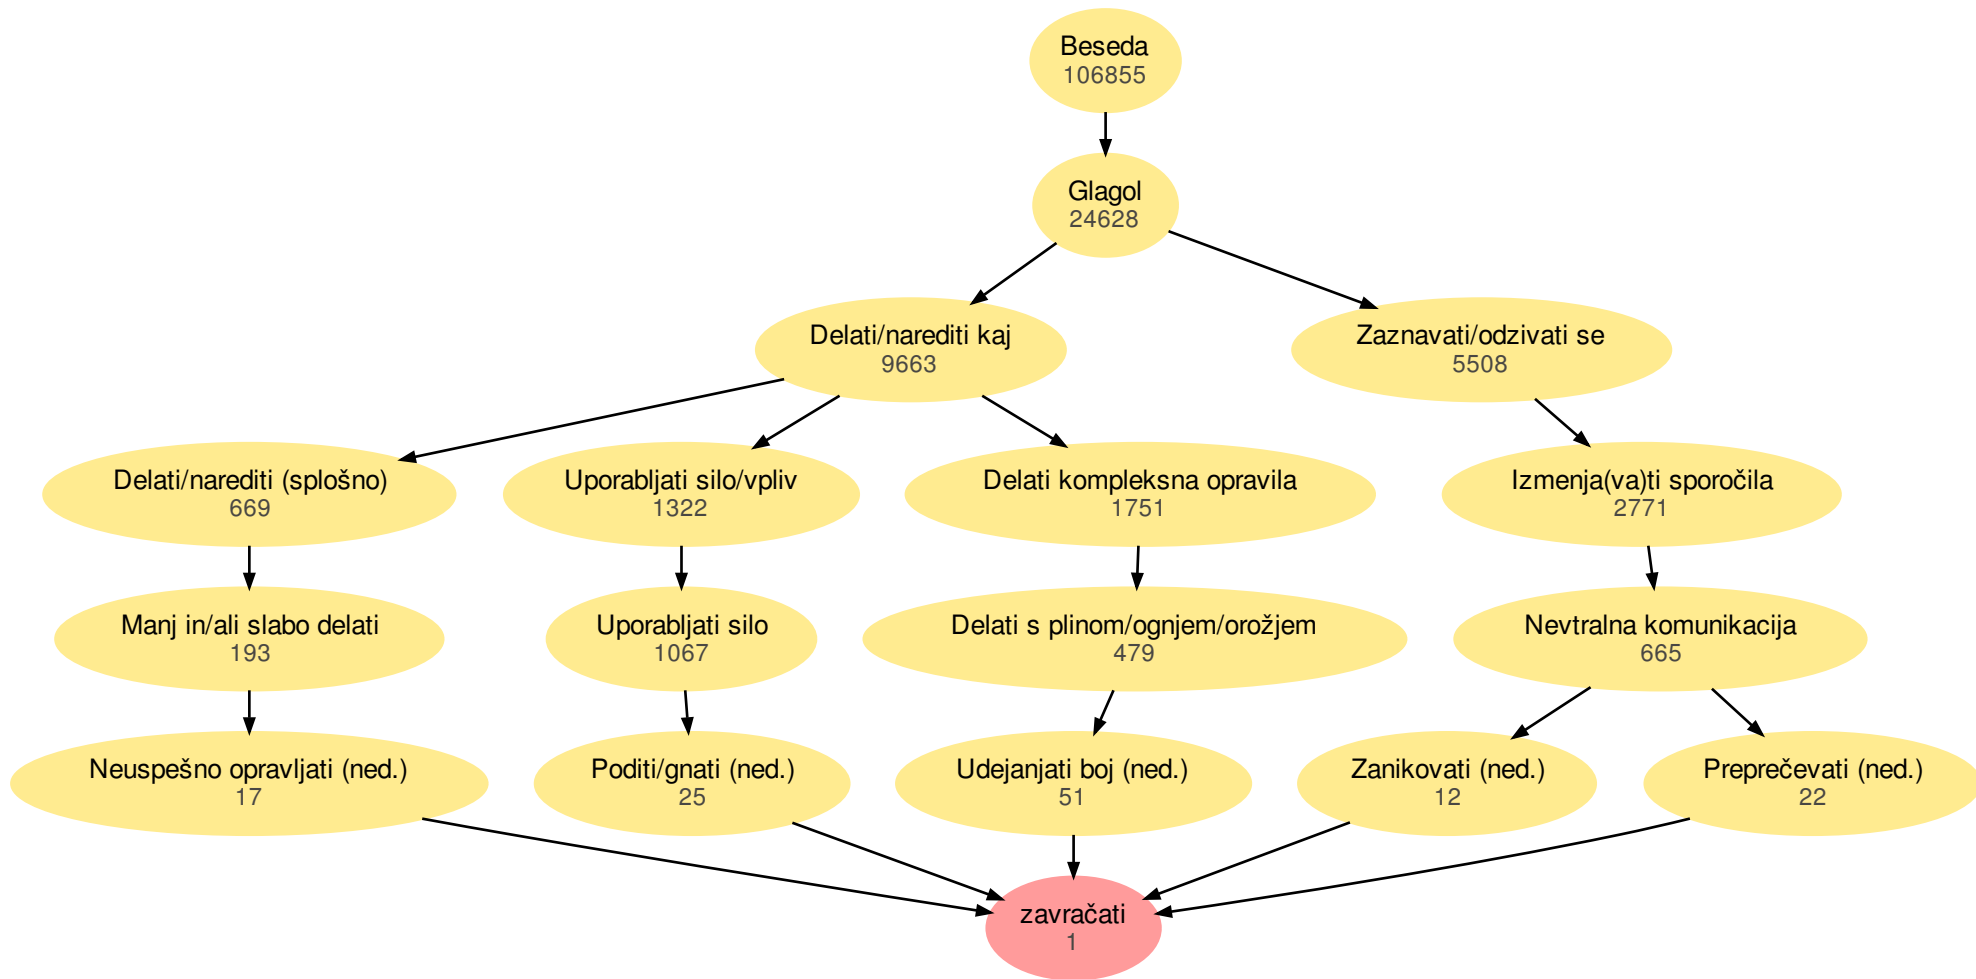 Beseda
106855
Glagol
24628
Delati/narediti kaj
9663
Zaznavati/odzivati se
5508
Delati/narediti (splošno)
669
Uporabljati silo/vpliv
1322
Delati kompleksna opravila
1751
Izmenja(va)ti sporočila
2771
Manj in/ali slabo delati
193
Uporabljati silo
1067
Delati s plinom/ognjem/orožjem
479
Nevtralna komunikacija
665
Neuspešno opravljati (ned.)
17
Poditi/gnati (ned.)
25
Udejanjati boj (ned.)
51
Zanikovati (ned.)
12
Preprečevati (ned.)
22
zavračati
1